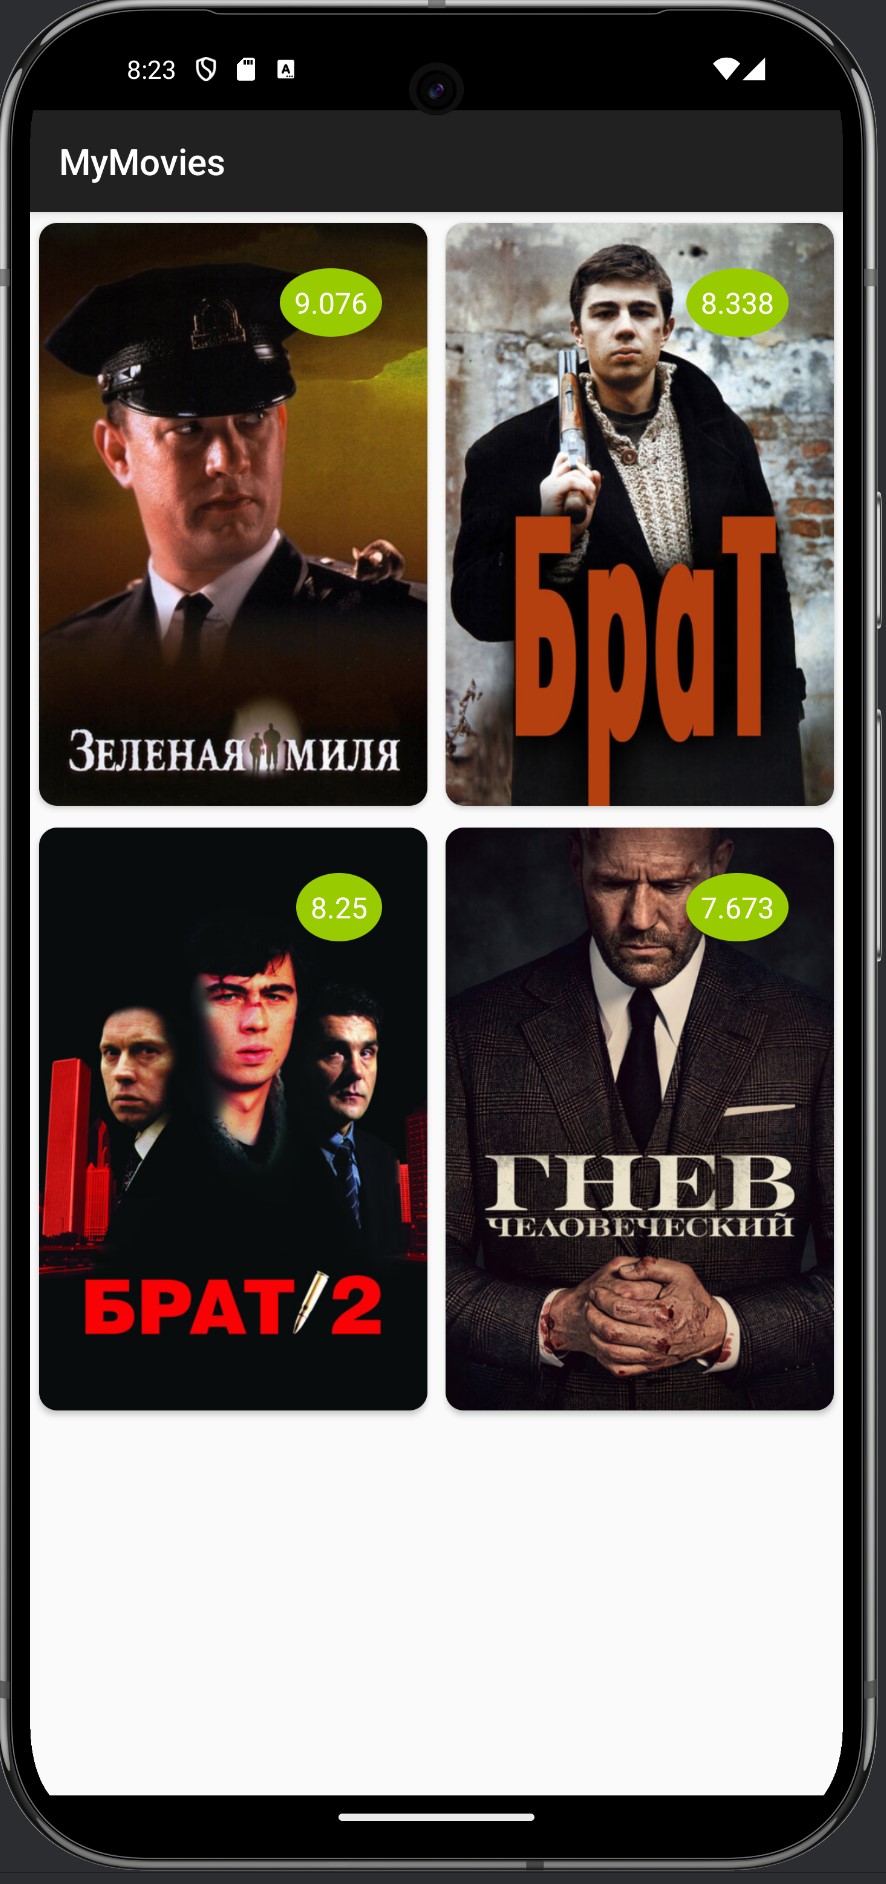 8:23
MyMovies
9.076
ЗЕЛЕНАЯ МИЛЯ
8.338
БраТ
8.25
БРАТ 2
7.673
ГНЕВ
ЧЕЛОВЕЧЕСКИЙ